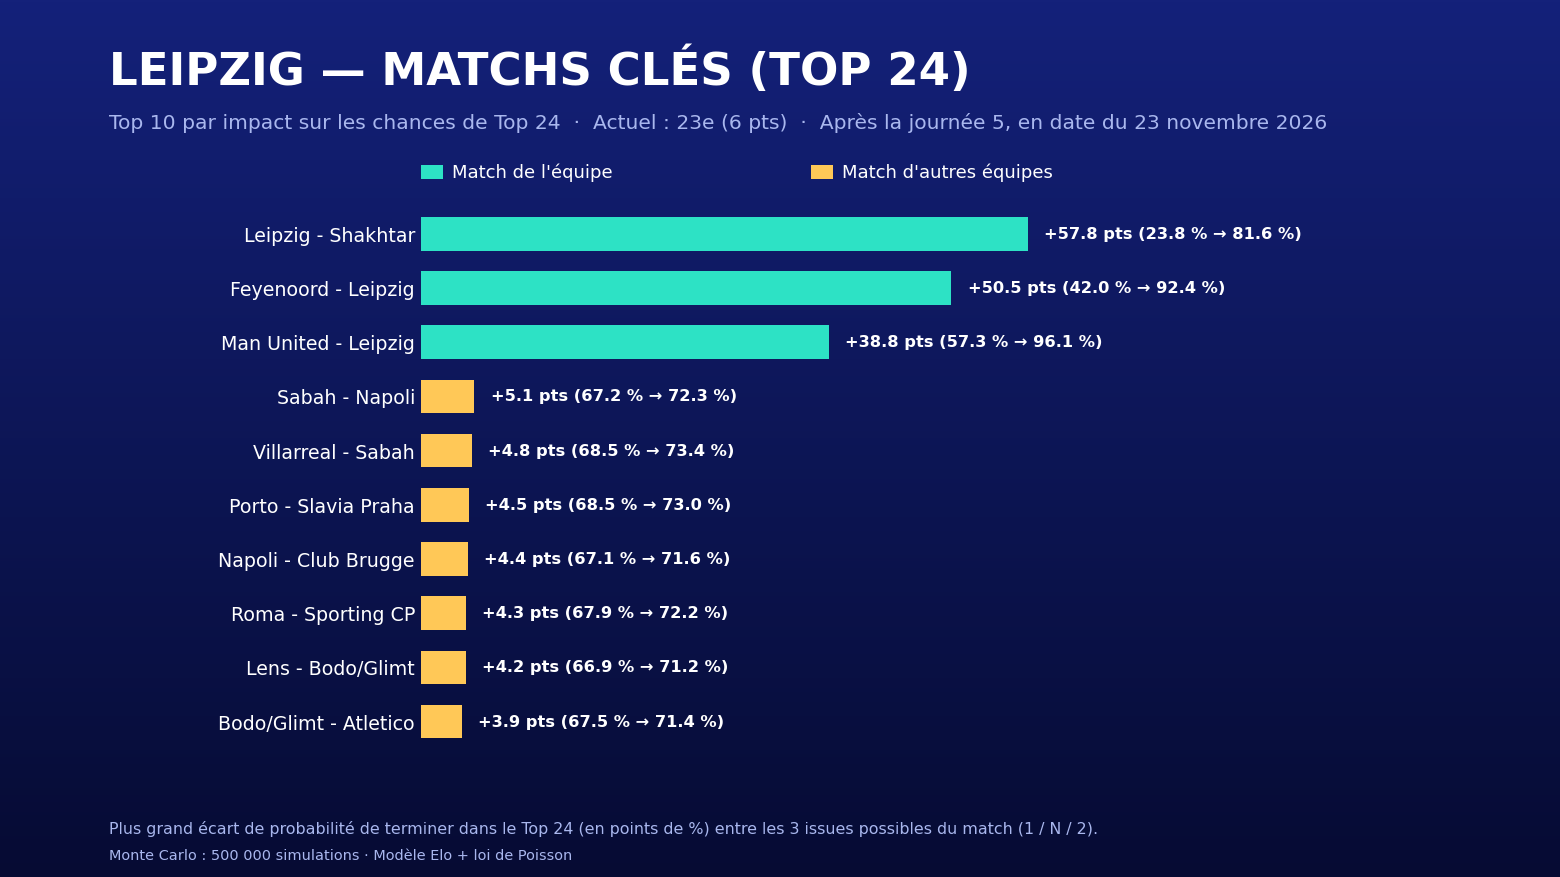 LEIPZIG — MATCHS CLÉS (TOP 24)
Top 10 par impact sur les chances de Top 24 · Actuel : 23e (6 pts) · Après la journée 5, en date du 23 novembre 2026
Match de l'équipe
Match d'autres équipes
Leipzig - Shakhtar +57.8 pts (23.8 % → 81.6 %)
Feyenoord - Leipzig +50.5 pts (42.0 % → 92.4 %)
Man United - Leipzig +38.8 pts (57.3 % → 96.1 %)
Sabah - Napoli +5.1 pts (67.2 % → 72.3 %)
Villarreal - Sabah +4.8 pts (68.5 % → 73.4 %)
Porto - Slavia Praha +4.5 pts (68.5 % → 73.0 %)
Napoli - Club Brugge +4.4 pts (67.1 % → 71.6 %)
Roma - Sporting CP +4.3 pts (67.9 % → 72.2 %)
Lens - Bodo/Glimt +4.2 pts (66.9 % → 71.2 %)
Bodo/Glimt - Atletico +3.9 pts (67.5 % → 71.4 %)
Plus grand écart de probabilité de terminer dans le Top 24 (en points de %) entre les 3 issues possibles du match (1 / N / 2).
Monte Carlo : 500 000 simulations · Modèle Elo + loi de Poisson